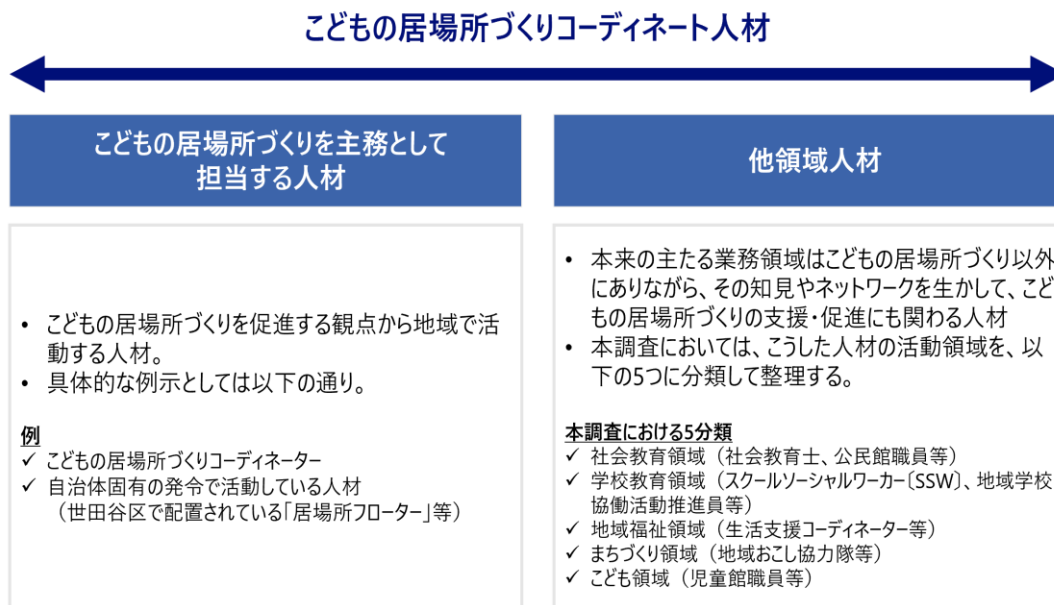 こどもの居場所づくりコーディネート人材
こどもの居場所づくりを主務として
担当する人材
• こどもの居場所づくりを促進する観点から地域で活
動する人材。
• 具体的な例示としては以下の通り。
例
✓ こどもの居場所づくりコーディネーター
✓ 自治体固有の発令で活動している人材
（世田谷区で配置されている「居場所フローター」等）
他領域人材
• 本来の主たる業務領域はこどもの居場所づくり以外
にありながら、その知見やネットワークを生かして、こど
もの居場所づくりの支援・促進にも関わる人材
• 本調査においては、こうした人材の活動領域を、以
下の5つに分類して整理する。
本調査における5分類
✓ 社会教育領域（社会教育士、公民館職員等）
✓ 学校教育領域（スクールソーシャルワーカー〔SSW〕、地域学校
協働活動推進員等）
✓ 地域福祉領域（生活支援コーディネーター等）
✓ まちづくり領域（地域おこし協力隊等）
✓ こども領域（児童館職員等）